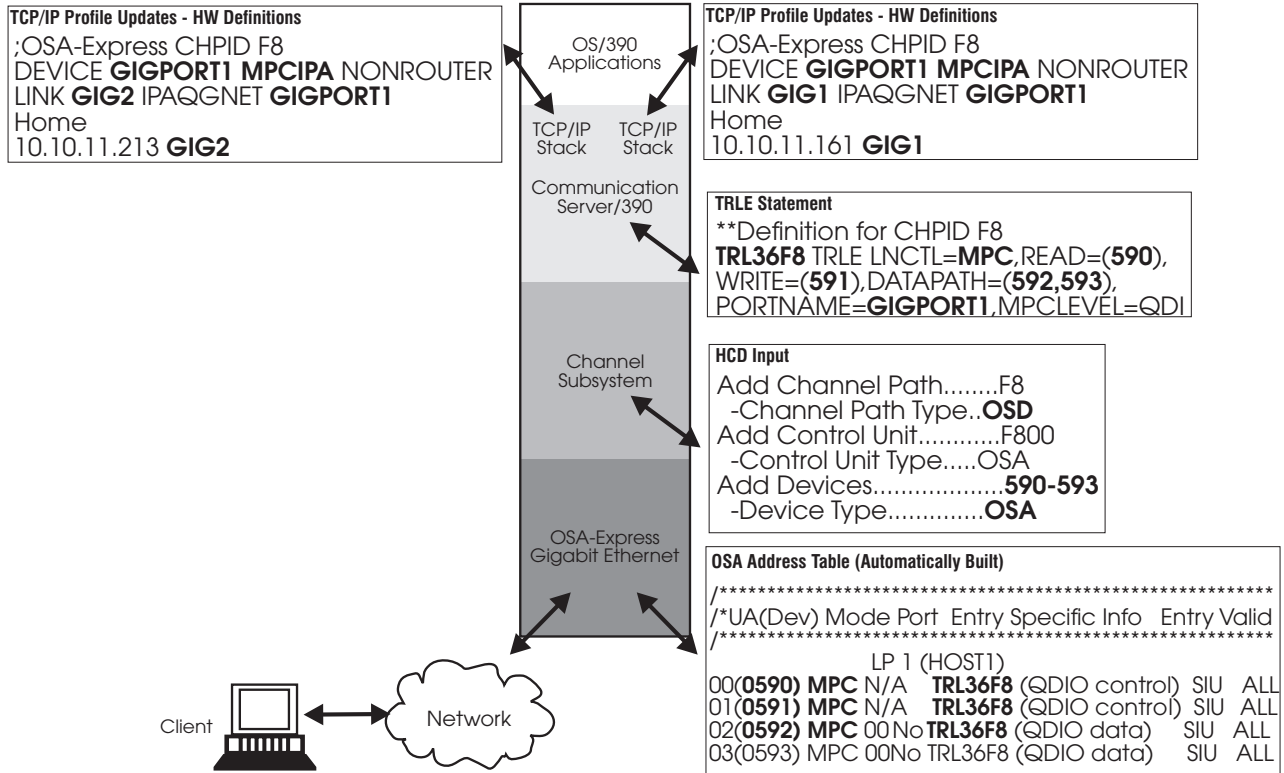 TCP/IP Profile Updates - HW Definitions
;OSA-Express CHPID F8
DEVICE GIGPORT1 MPCIPA NONROUTER
LINK GIG2 IPAQGNET GIGPORT1
Home
10.10.11.213 GIG2
OS/390
Applications
TCP/IP
Stack
TCP/IP
Stack
Communication
Server/390
Channel
Subsystem
OSA-Express
Gigabit Ethernet
TCP/IP Profile Updates - HW Definitions
;OSA-Express CHPID F8
DEVICE GIGPORT1 MPCIPA NONROUTER
LINK GIG1 IPAQGNET GIGPORT1
Home
10.10.11.161 GIG1
TRLE Statement
**Definition for CHPID F8
TRL36F8 TRLE LNCTL=MPC,READ=(590),
WRITE=(591),DATAPATH=(592,593),
PORTNAME=GIGPORT1,MPCLEVEL=QDI
HCD Input
Add Channel Path........F8
-Channel Path Type..OSD
Add Control Unit............F800
-Control Unit Type.....OSA
Add Devices...................590-593
-Device Type..............OSA
OSA Address Table (Automatically Built)
/************************************************************
/*UA(Dev) Mode Port Entry Specific Info Entry Valid
/************************************************************
LP 1 (HOST1)
00(0590) MPC N/A TRL36F8 (QDIO control) SIU ALL
01(0591) MPC N/A TRL36F8 (QDIO control) SIU ALL
02(0592) MPC 00 No TRL36F8 (QDIO data) SIU ALL
03(0593) MPC 00No TRL36F8 (QDIO data) SIU ALL
Client
Network